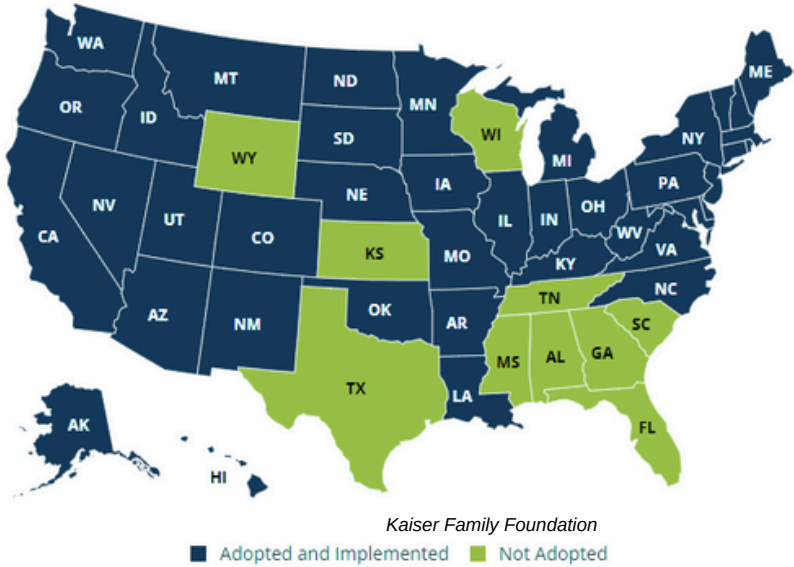 WA
ME
MT
ND
MN
OR
ID
WI
NY
SD
MI
WY
PA
IA
NE
OH
NV
IL
IN
UT
WV
CO
CA
VA
KS
MO
KY
NC
TN
AZ
OK
NM
AR
SC
GA
AL
MS
TX
LA
AK
FL
HI
Kaiser Family Foundation
Adopted and Implemented
Not Adopted